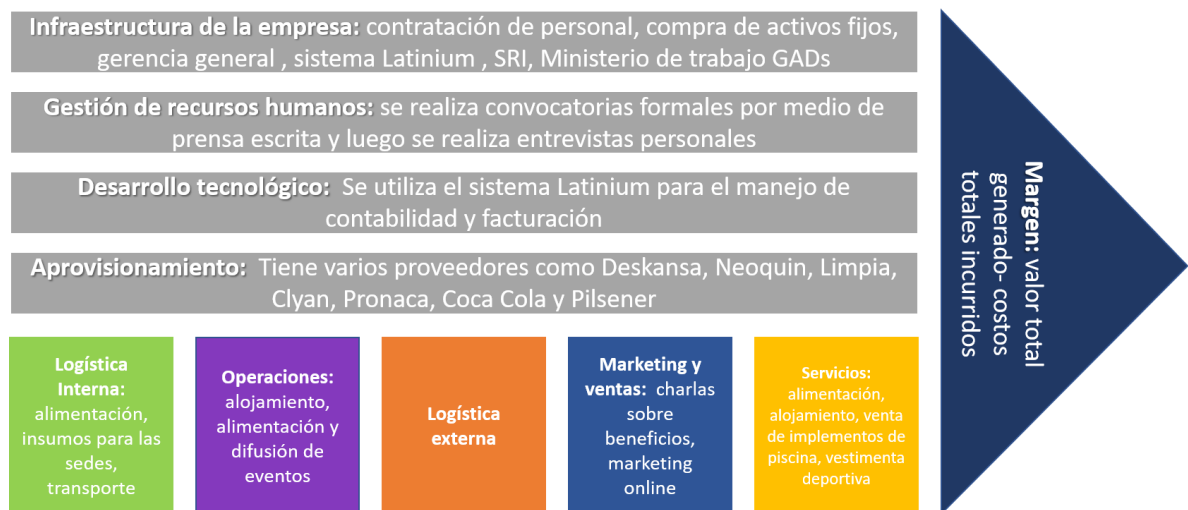 Infraestructura de la empresa: contratación de personal, compra de activos fijos,
gerencia general , sistema Latinium , SRI, Ministerio de trabajo GADs
Gestión de recursos humanos: se realiza convocatorias formales por medio de
prensa escrita y luego se realiza entrevistas personales
Desarrollo tecnológico: Se utiliza el sistema Latinium para el manejo de
contabilidad y facturación
Aprovisionamiento: Tiene varios proveedores como Deskansa, Neoquin, Limpia,
Clyan, Pronaca, Coca Cola y Pilsener
Logística
Interna:
alimentación,
insumos para las
sedes,
transporte
Operaciones:
alojamiento,
alimentación y
difusión de
eventos
Logística
externa
Marketing y
ventas: charlas
sobre
beneficios,
marketing
online
Servicios:
alimentación,
alojamiento, venta
de implementos de
piscina, vestimenta
deportiva
Margen: valor total
generado- costos
totales incurridos